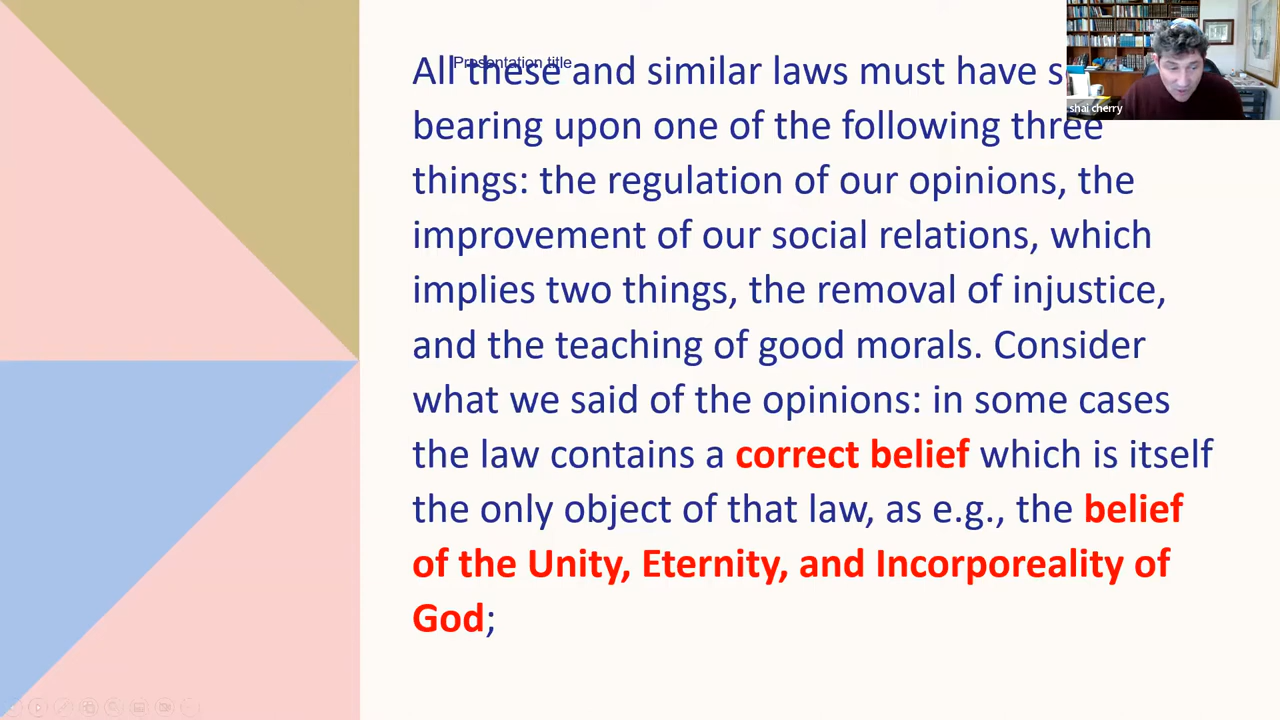 Presentation title
All these and similar laws must have
bearing upon one of the following three
things: the regulation of our opinions, the
improvement of our social relations, which
implies two things, the removal of injustice,
and the teaching of good morals. Consider
what we said of the opinions: in some cases
the law contains a correct belief which is itself
the only object of that law, as e.g., the belief
of the Unity, Eternity, and Incorporeality of
God;
shai cherry